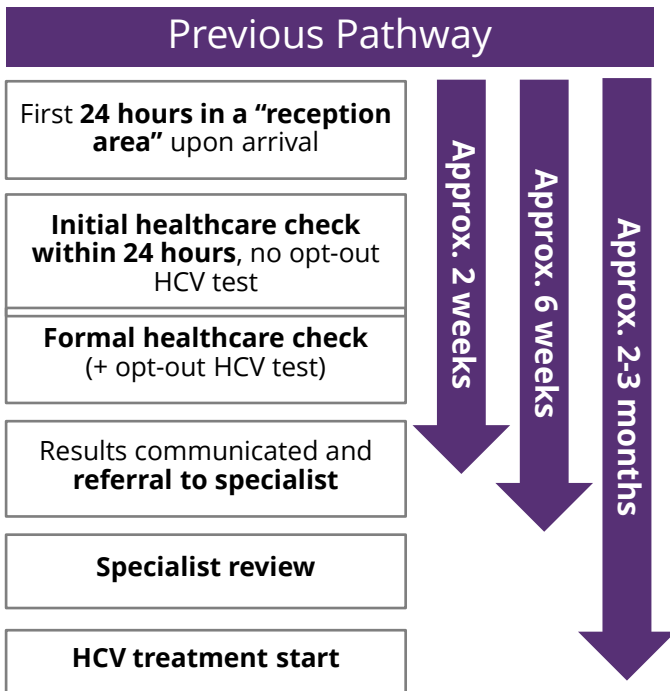 Previous Pathway
First 24 hours in a “reception
area” upon arrival
Initial healthcare check
within 24 hours, no opt-out
HCV test
Formal healthcare check
(+ opt-out HCV test)
Results communicated and
referral to specialist
Specialist review
HCV treatment start
Approx. 2 weeks
Approx. 6 weeks
Approx. 2-3 months